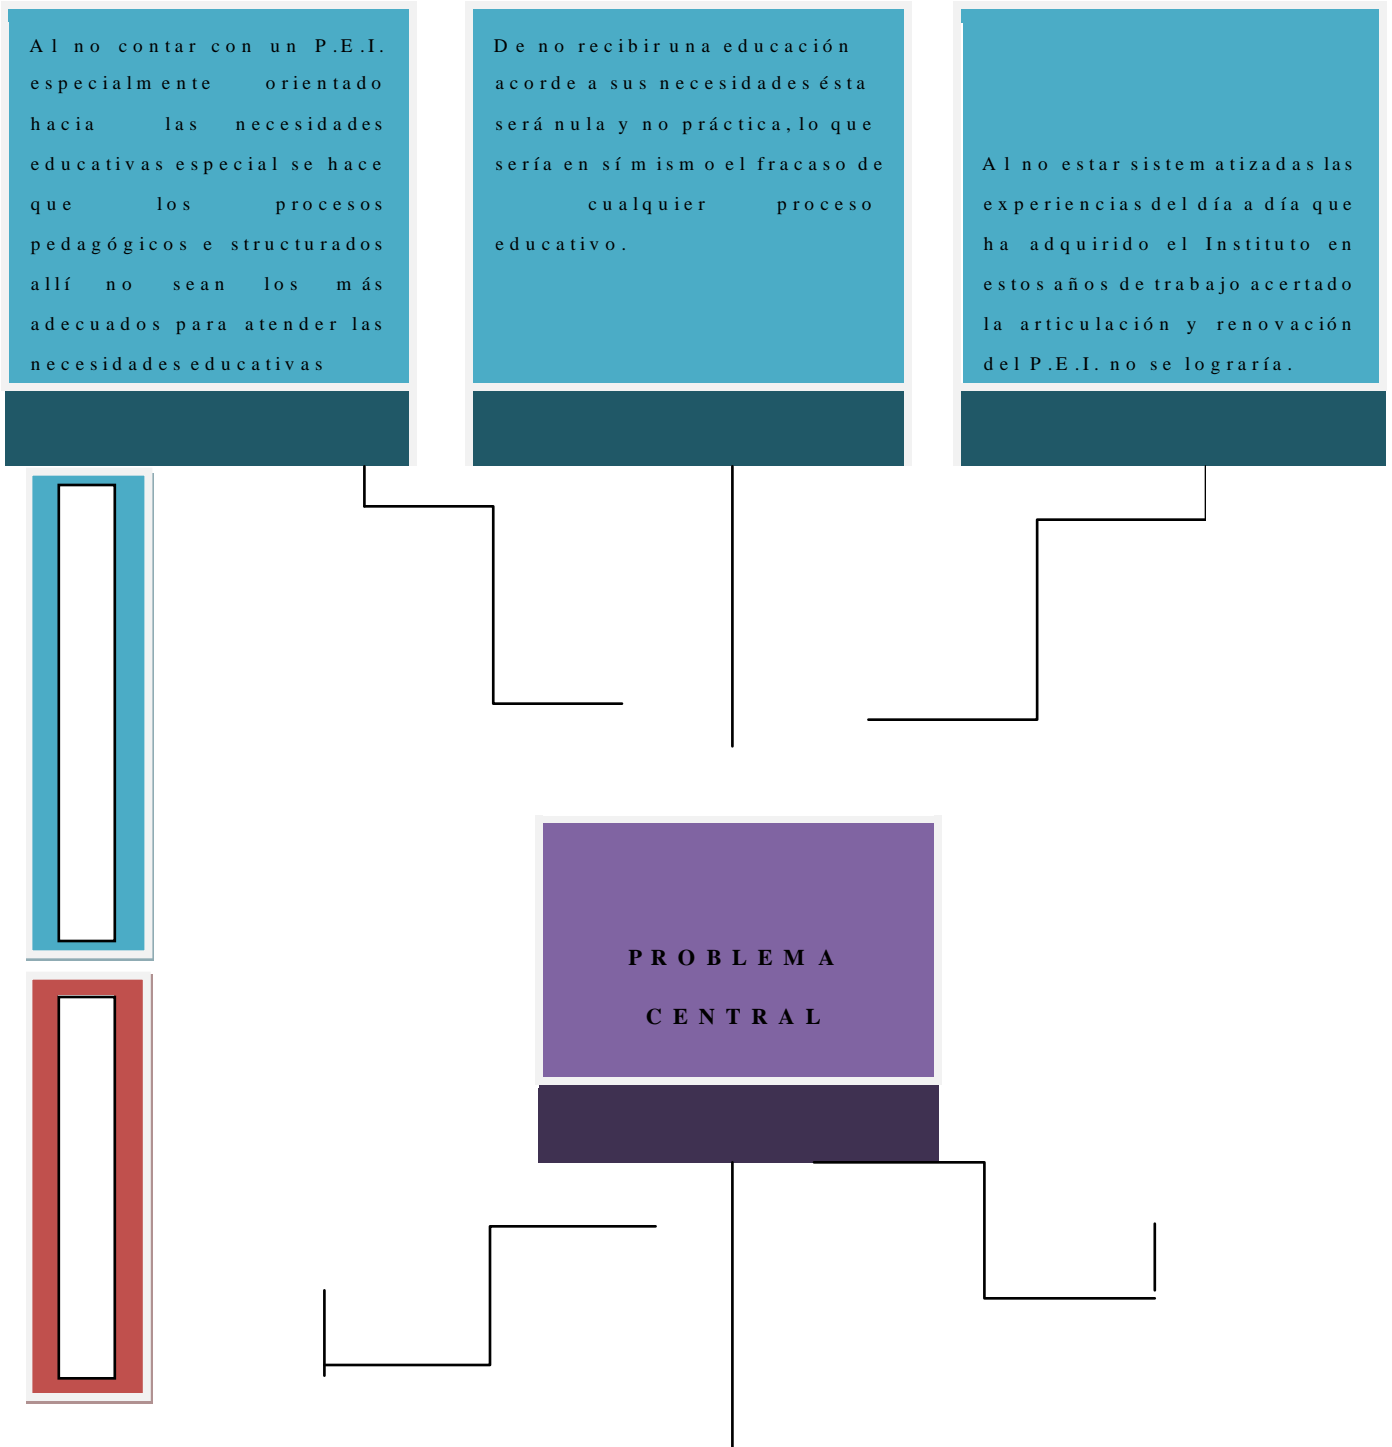 Al no contar con un P.E.I.
especialmente orientado
hacia las necesidades
educativas especial se hace
que los procesos
pedagógicos e structurados
allí no sean los más
adecuados para atender las
necesidades educativas
De no recibir una educación
acorde a sus necesidades ésta
será nula y no práctica, lo que
sería en sí mismo el fracaso de
cualquier proceso
educativo.
Al no estar sistematizadas las
experiencias del día a día que
ha adquirido el Instituto en
estos años de trabajo acertado
la articulación y renovación
del P.E.I. no se lograría.
PROBLEMA
CENTRAL